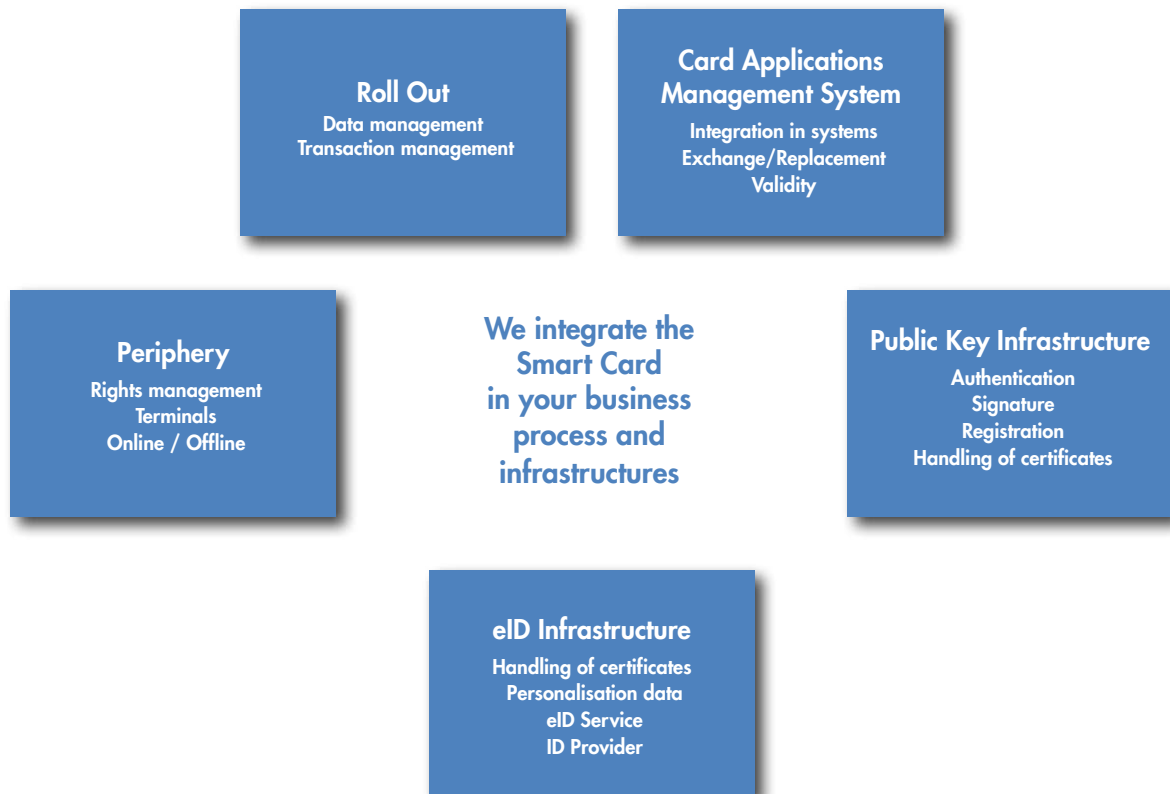 Roll Out
Data management
Transaction management
Card Applications
Management System
Integration in systems
Exchange/Replacement
Validity
Periphery
Rights management
Terminals
Online / Offline
We integrate the
Smart Card
in your business
process and
infrastructures
Public Key Infrastructure
Authentication
Signature
Registration
Handling of certificates
eID Infrastructure
Handling of certificates
Personalisation data
eID Service
ID Provider